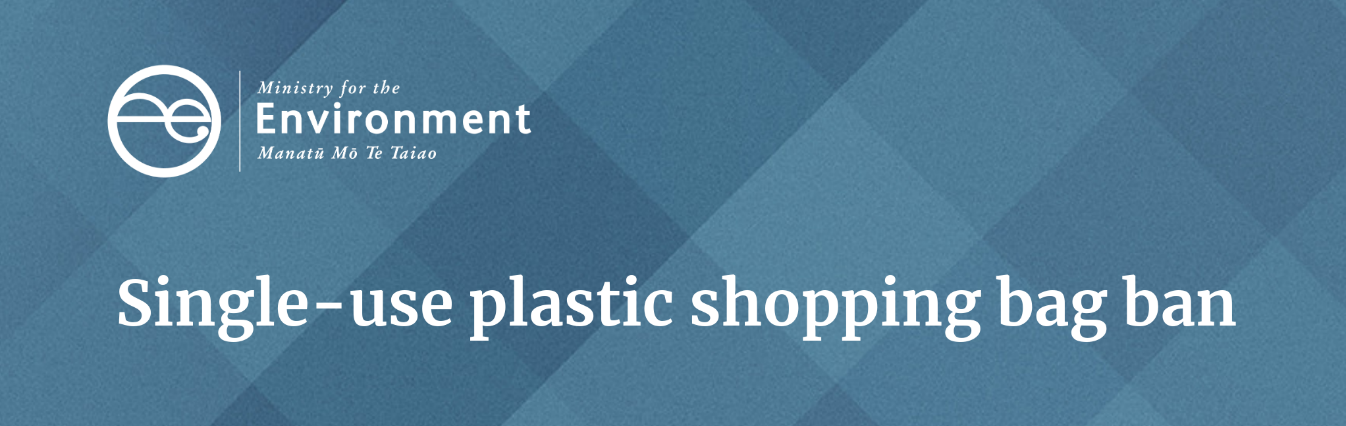 Ministry for the
Environment
Manatū Mō Te Taiao
Single-use plastic shopping bag ban